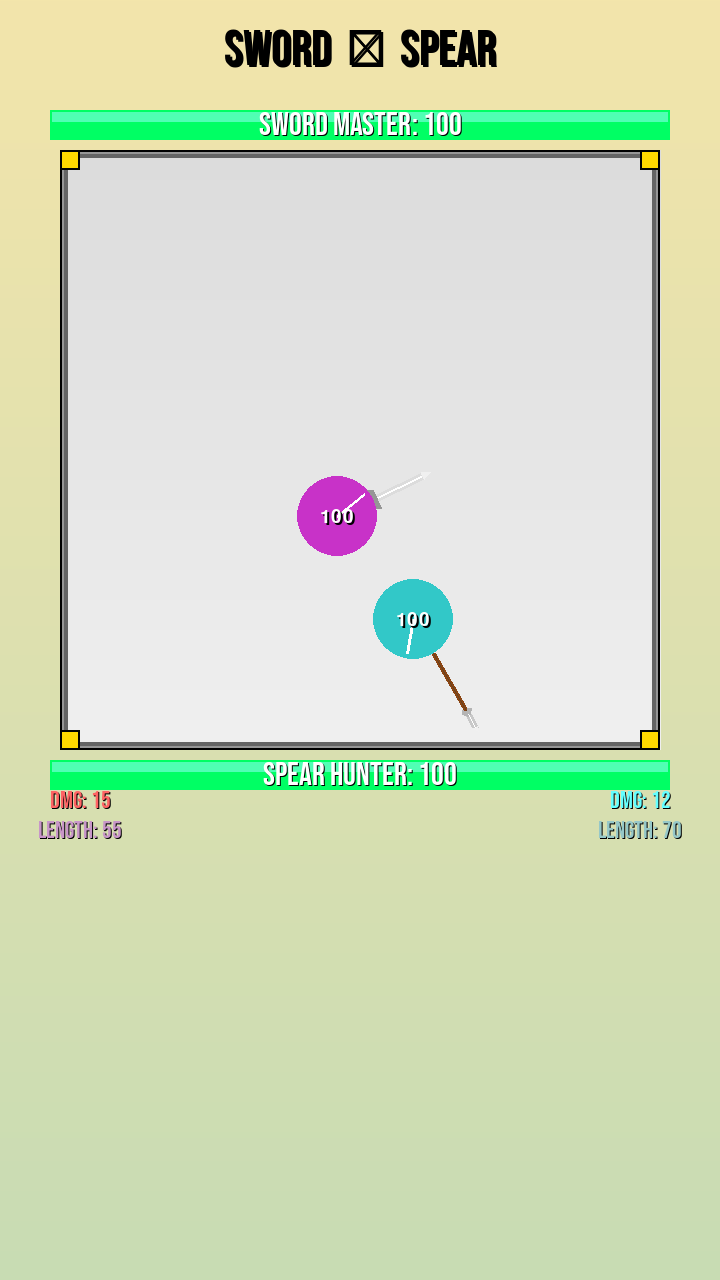 SWORD ☒ SPEAR
SWORD MASTER: 100
100
100
SPEAR HUNTER: 100
DMG: 15
DMG: 12
LENGTH: 55
LENGTH: 70